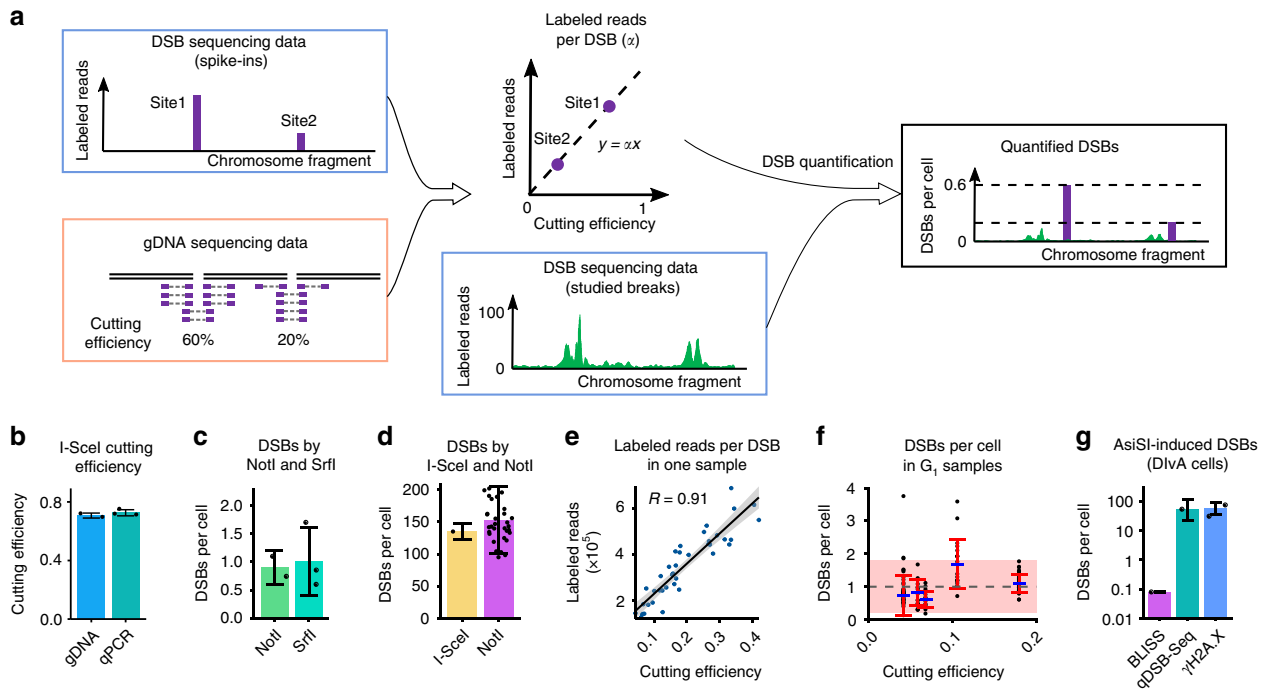 a
DSB sequencing data
(spike-ins)
Labeled reads
Site1
Site2
Chromosome fragment
gDNA sequencing data
Cutting
efficiency
60%
20%
Labeled reads
per DSB (α)
Labeled reads
Site1
Site2
y = αx
0
1
Cutting efficiency
DSB sequencing data
(studied breaks)
Labeled reads
100
0
Chromosome fragment
DSB quantification
Quantified DSBs
DSBs per cell
0.6
0
Chromosome fragment
b
I-SceI cutting
efficiency
Cutting efficiency
0.8
0.4
0.0
gDNA
qPCR
c
DSBs by
NotI and SrfI
DSBs per cell
2.0
1.5
1.0
0.5
0.0
NotI
SrfI
d
DSBs by
I-SceI and NotI
DSBs per cell
200
150
100
50
0
I-SceI
NotI
e
Labeled reads per DSB
in one sample
Labeled reads
(×10⁵)
R = 0.91
6
4
2
0.1
0.2
0.3
0.4
Cutting efficiency
f
DSBs per cell
in G₁ samples
DSBs per cell
4
3
2
1
0
0.0
0.1
0.2
Cutting efficiency
g
AsiSI-induced DSBs
(DIvA cells)
DSBs per cell
100
10
1
0.1
0.01
BLISS
qDSB-Seq
γH2A.X